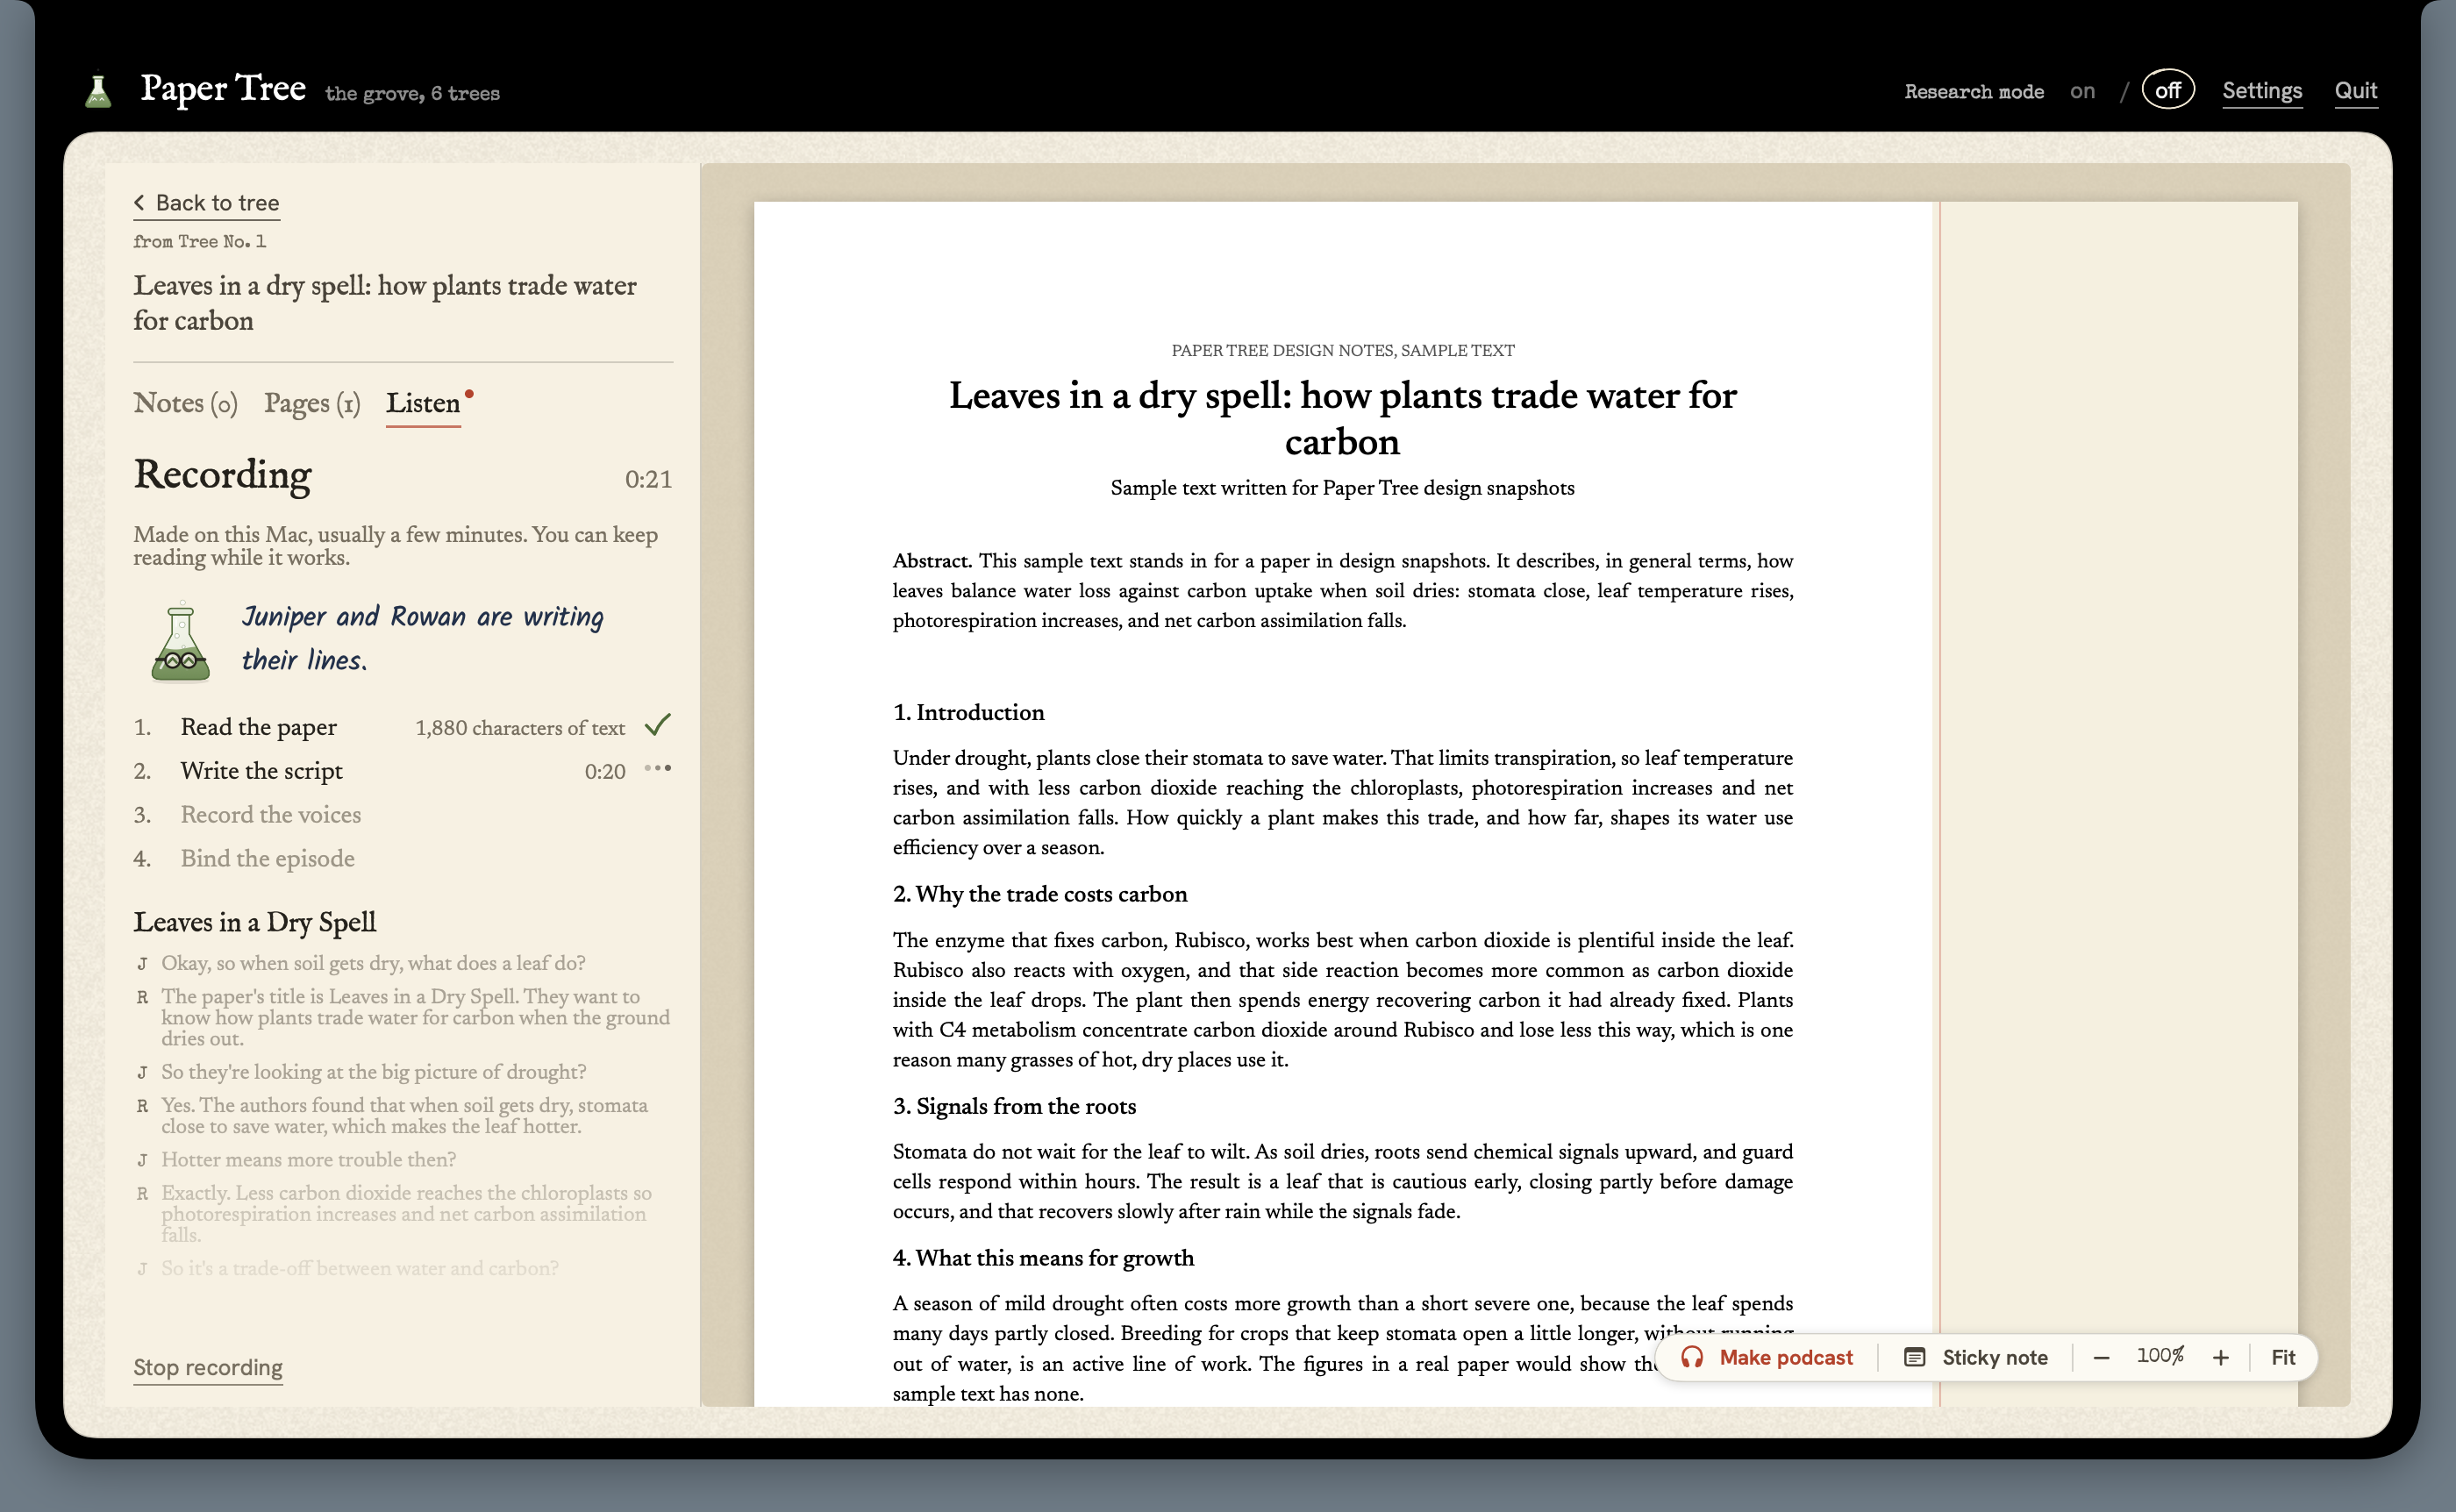 Paper Tree the grove, 6 trees
Research mode on / off Settings Quit
Back to tree
from Tree No. 1
Leaves in a dry spell: how plants trade water
for carbon
Notes (0) Pages (1) Listen
Recording 0:21
Made on this Mac, usually a few minutes. You can keep
reading while it works.
Juniper and Rowan are writing
their lines.
1. Read the paper 1,880 characters of text
2. Write the script 0:20
3. Record the voices
4. Bind the episode
Leaves in a Dry Spell
J Okay, so when soil gets dry, what does a leaf do?
R The paper's title is Leaves in a Dry Spell. They want to
know how plants trade water for carbon when the ground
dries out.
J So they're looking at the big picture of drought?
R Yes. The authors found that when soil gets dry, stomata
close to save water, which makes the leaf hotter.
J Hotter means more trouble then?
R Exactly. Less carbon dioxide reaches the chloroplasts so
photorespiration increases and net carbon assimilation
falls.
J So it's a trade-off between water and carbon?
Stop recording
PAPER TREE DESIGN NOTES, SAMPLE TEXT
Leaves in a dry spell: how plants trade water for
carbon
Sample text written for Paper Tree design snapshots
Abstract. This sample text stands in for a paper in design snapshots. It describes, in general terms, how
leaves balance water loss against carbon uptake when soil dries: stomata close, leaf temperature rises,
photorespiration increases, and net carbon assimilation falls.
1. Introduction
Under drought, plants close their stomata to save water. That limits transpiration, so leaf temperature
rises, and with less carbon dioxide reaching the chloroplasts, photorespiration increases and net
carbon assimilation falls. How quickly a plant makes this trade, and how far, shapes its water use
efficiency over a season.
2. Why the trade costs carbon
The enzyme that fixes carbon, Rubisco, works best when carbon dioxide is plentiful inside the leaf.
Rubisco also reacts with oxygen, and that side reaction becomes more common as carbon dioxide
inside the leaf drops. The plant then spends energy recovering carbon it had already fixed. Plants
with C4 metabolism concentrate carbon dioxide around Rubisco and lose less this way, which is one
reason many grasses of hot, dry places use it.
3. Signals from the roots
Stomata do not wait for the leaf to wilt. As soil dries, roots send chemical signals upward, and guard
cells respond within hours. The result is a leaf that is cautious early, closing partly before damage
occurs, and that recovers slowly after rain while the signals fade.
4. What this means for growth
A season of mild drought often costs more growth than a short severe one, because the leaf spends
many days partly closed. Breeding for crops that keep stomata open a little longer, without running
out of water, is an active line of work. The figures in a real paper would show
sample text has none.
Make podcast Sticky note − 100% + Fit